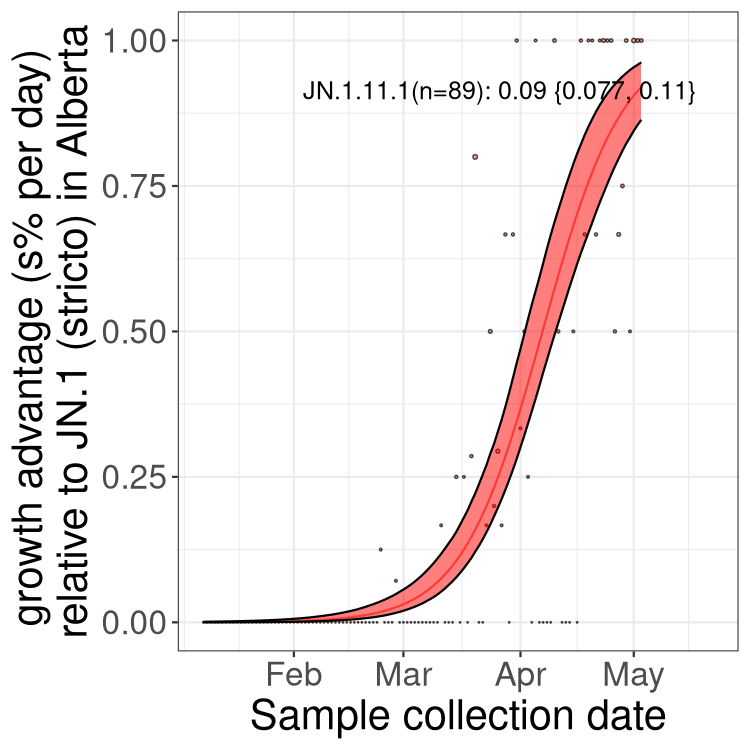 growth advantage (s% per day)
relative to JN.1 (stricto) in Alberta
1.00
0.75
0.50
0.25
0.00
JN.1.11.1(n=89): 0.09 {0.077, 0.11}
Feb Mar Apr May
Sample collection date